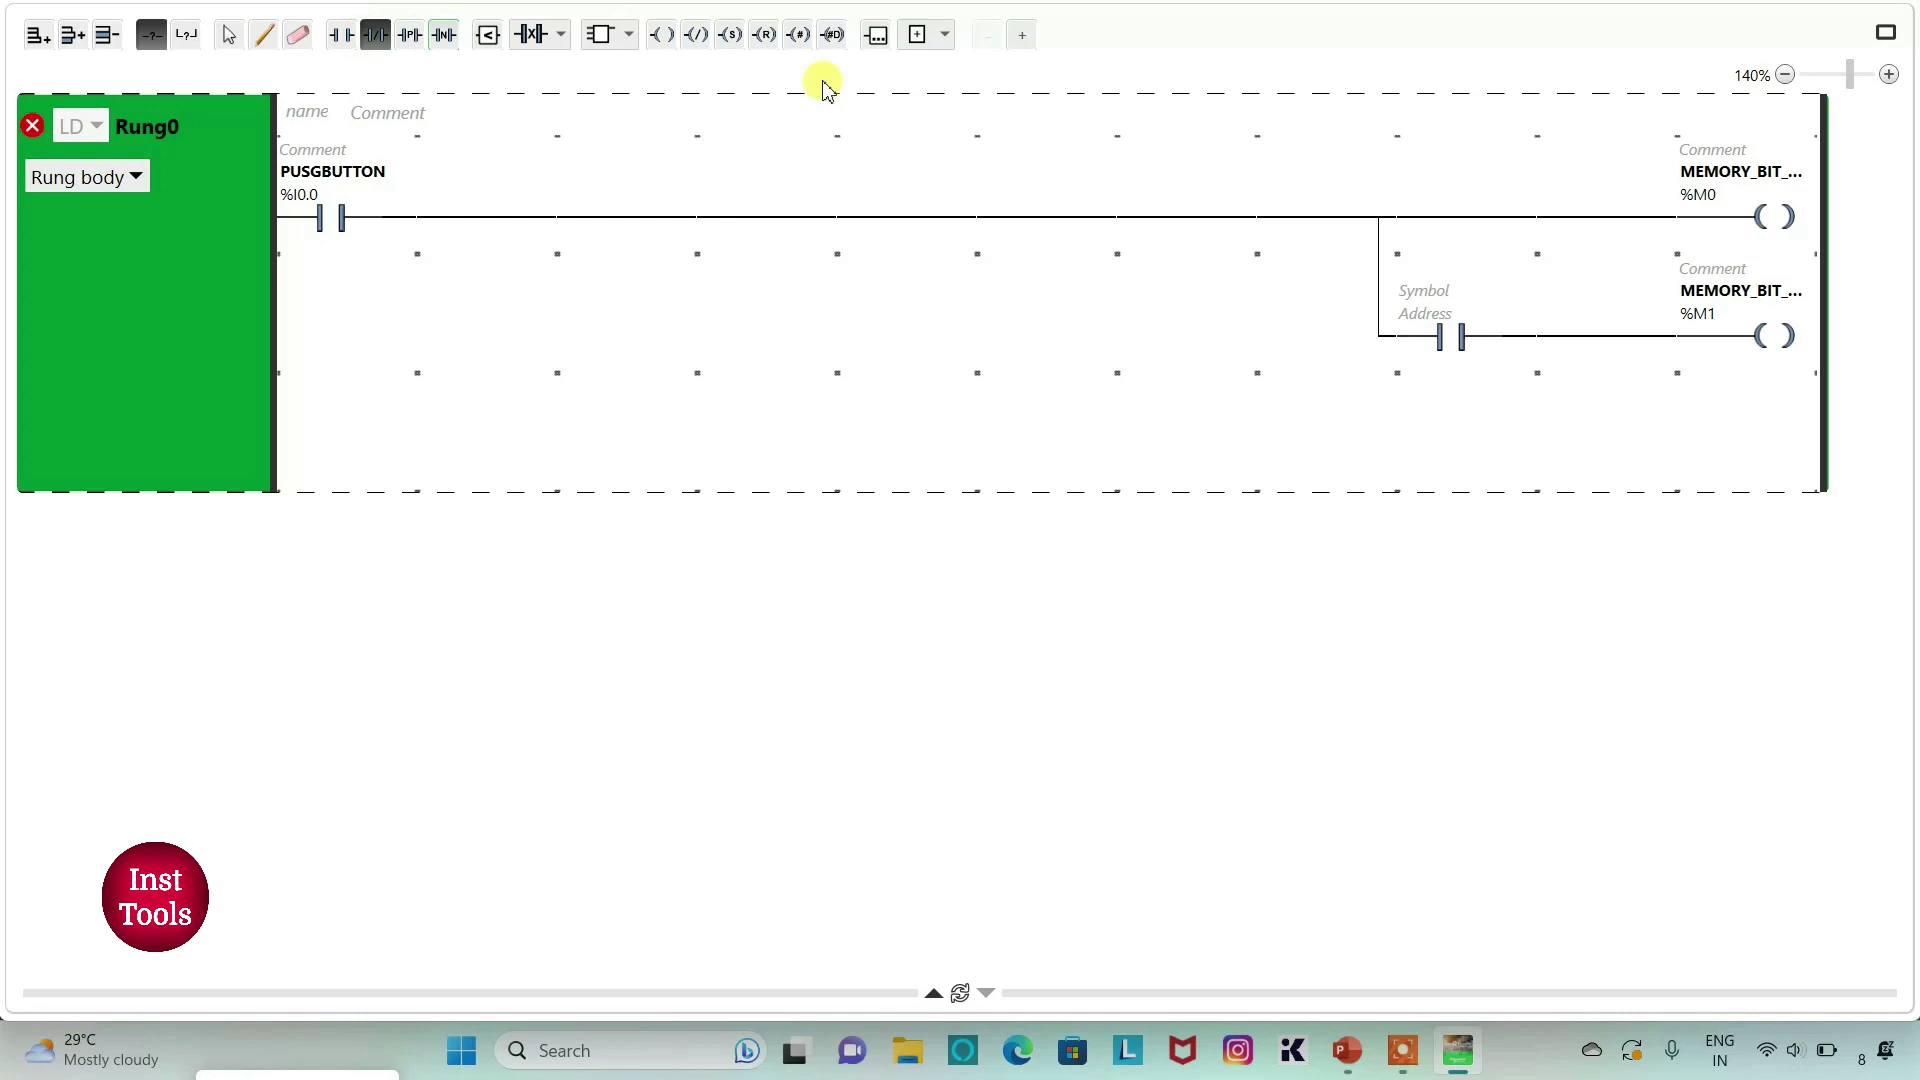 140%
LD Rung0
name Comment
Rung body
Comment
PUSGBUTTON
%I0.0
Comment
MEMORY_BIT_...
%M0
Symbol
Address
Comment
MEMORY_BIT_...
%M1
Inst
Tools
29°C
Mostly cloudy
Search
ENG
IN
8